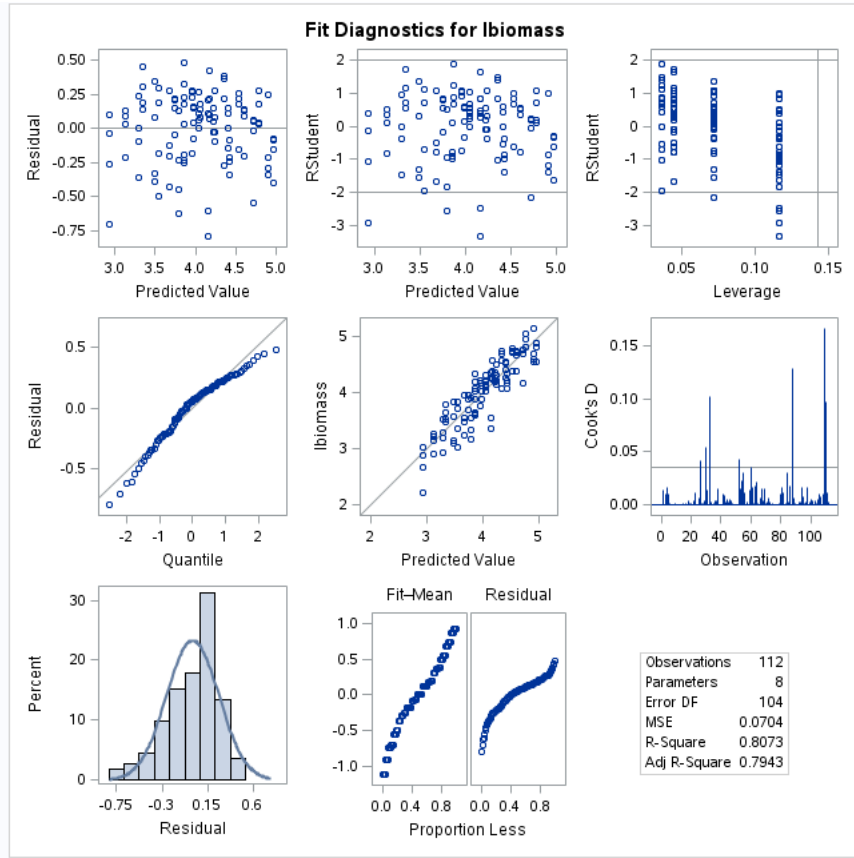 Fit Diagnostics for lbiomass
0.50
0.25
0.00
-0.25
-0.50
-0.75
Residual
3.0 3.5 4.0 4.5 5.0
Predicted Value
2
1
0
-1
-2
-3
RStudent
3.0 3.5 4.0 4.5 5.0
Predicted Value
2
1
0
-1
-2
-3
RStudent
0.05 0.10 0.15
Leverage
0.5
0.0
-0.5
Residual
-2 -1 0 1 2
Quantile
5
4
3
2
lbiomass
2 3 4 5
Predicted Value
0.15
0.10
0.05
0.00
Cook's D
0 20 40 60 80 100
Observation
30
20
10
0
Percent
-0.75 -0.3 0.15 0.6
Residual
Fit–Mean Residual
1.0
0.5
0.0
-0.5
-1.0
0.0 0.4 0.8 0.0 0.4 0.8
Proportion Less
Observations 112
Parameters 8
Error DF 104
MSE 0.0704
R-Square 0.8073
Adj R-Square 0.7943